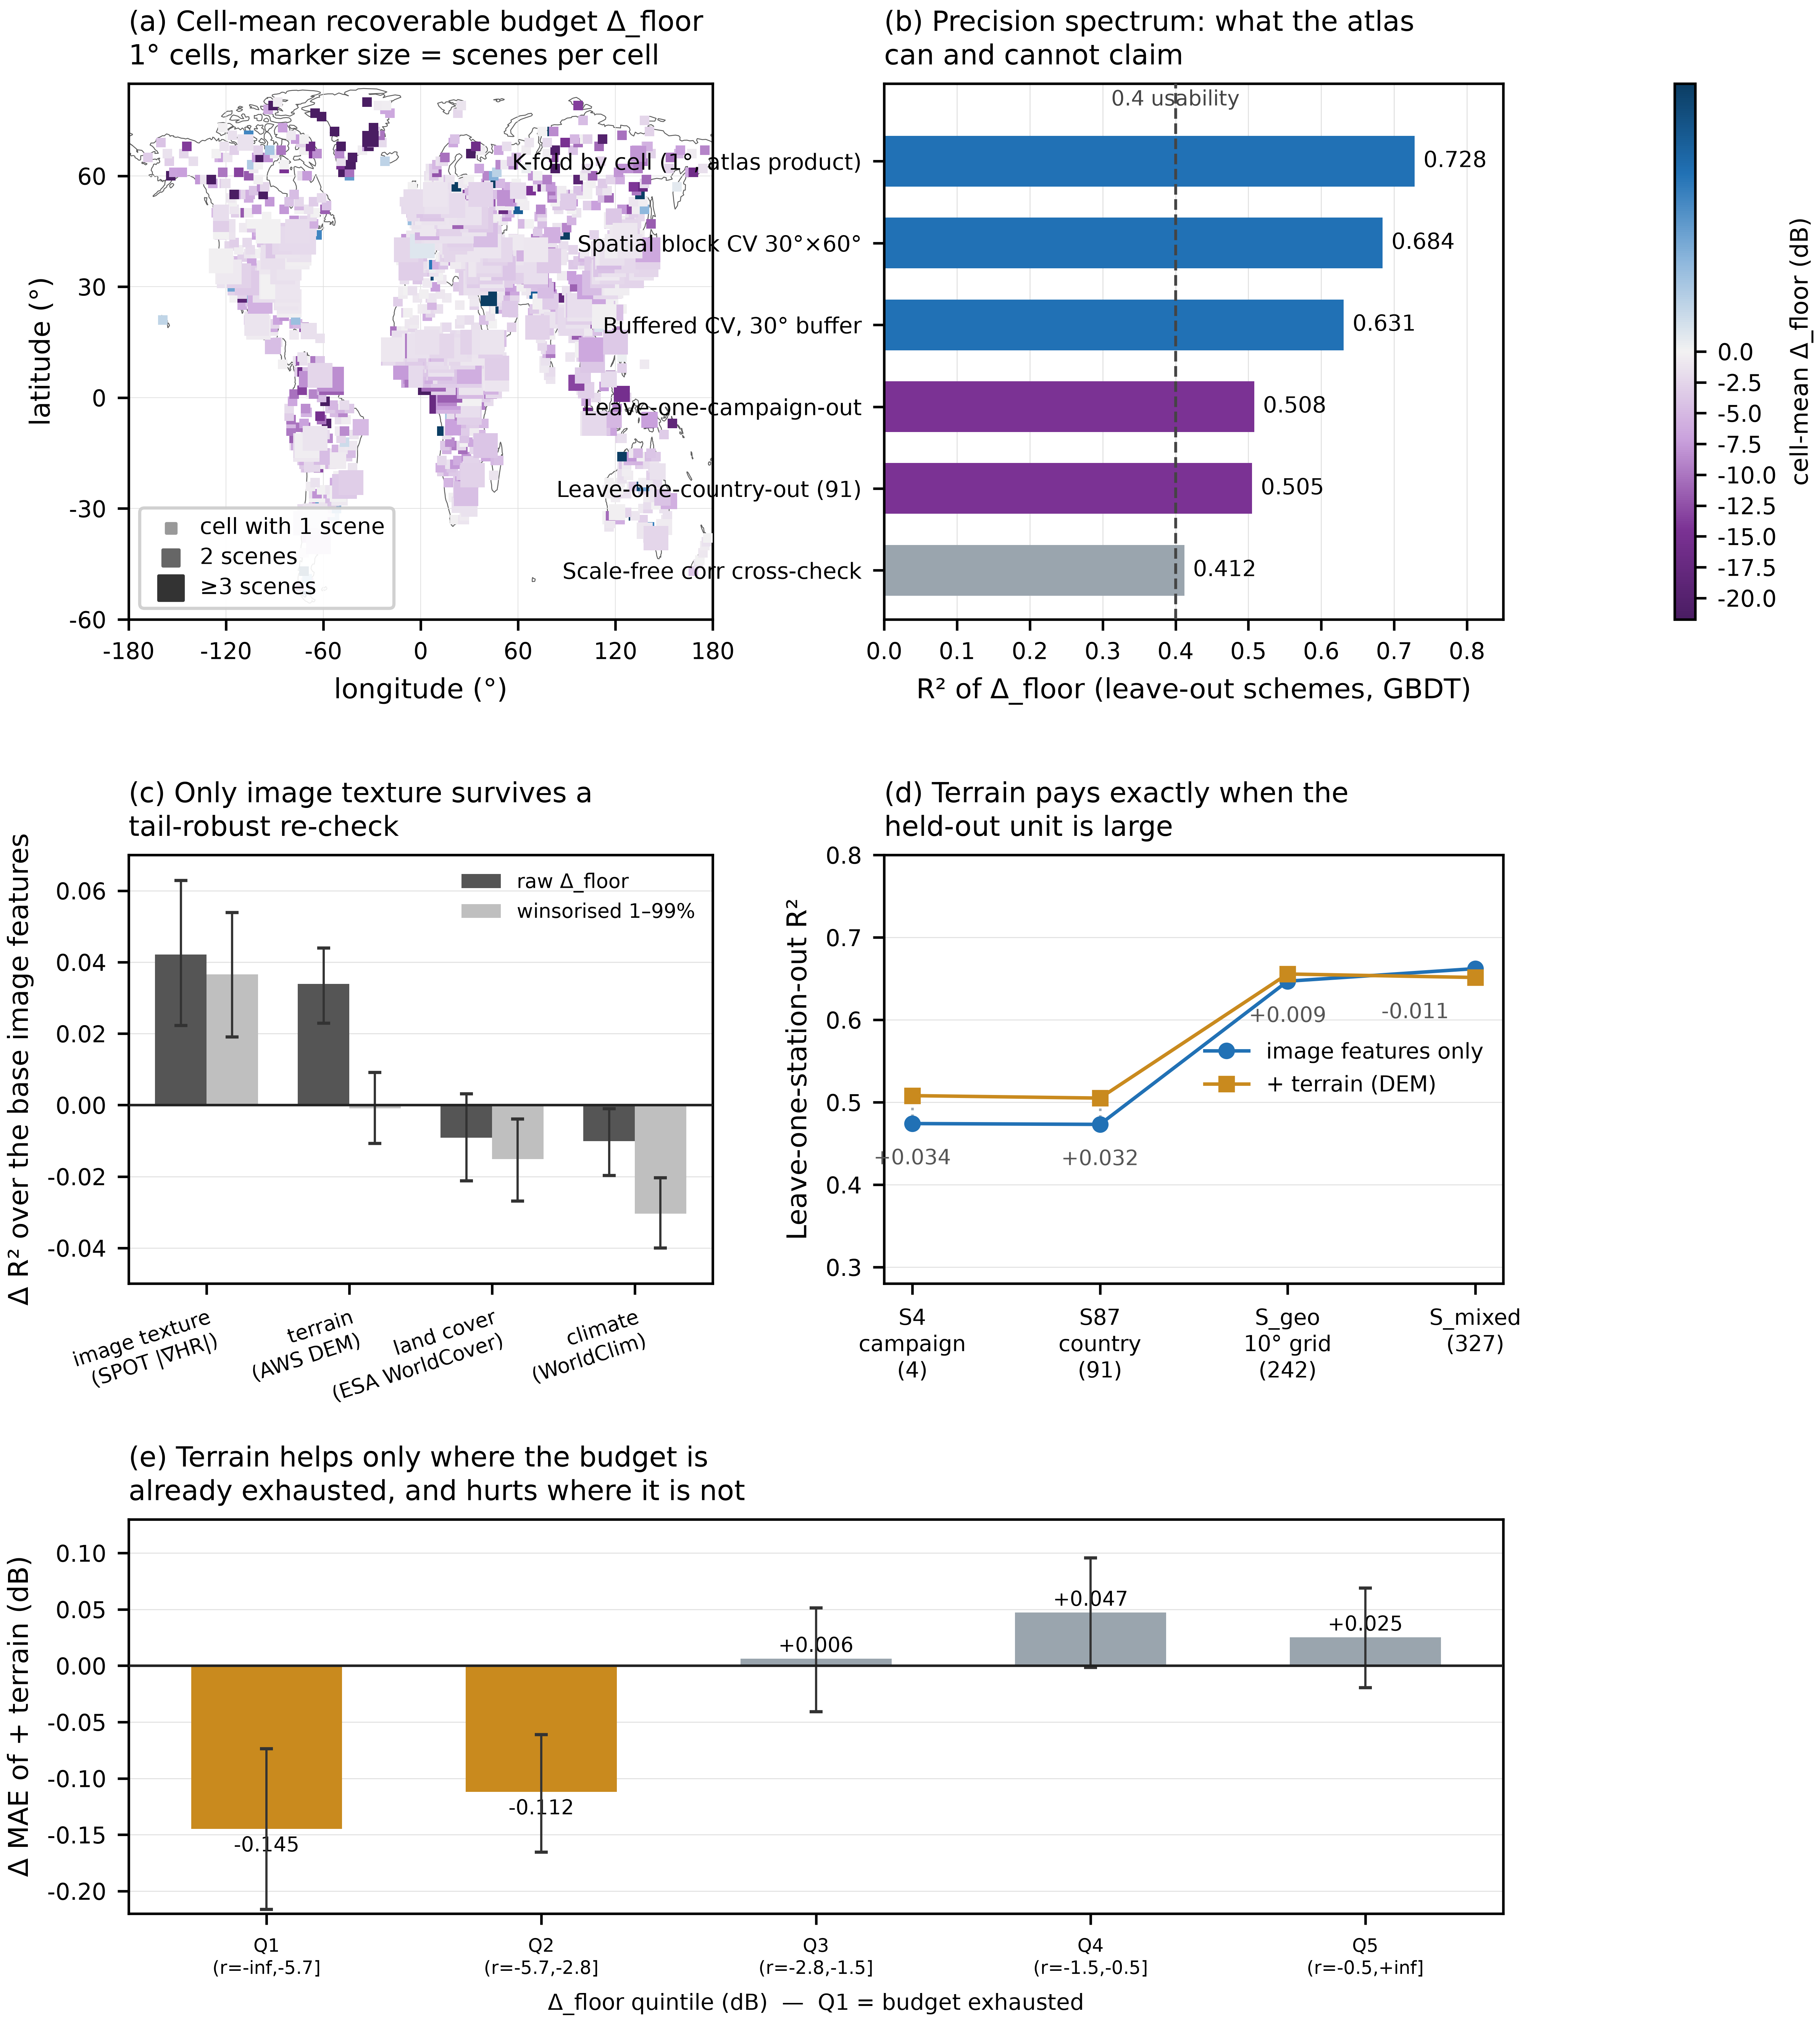 (a) Cell-mean recoverable budget Δ_floor
1° cells, marker size = scenes per cell
latitude (°)
60
30
0
-30
-60
-180
-120
-60
0
60
120
180
longitude (°)
cell with 1 scene
2 scenes
≥3 scenes
(b) Precision spectrum: what the atlas
can and cannot claim
0.4 usability
K-fold by cell (1°, atlas product)
0.728
Spatial block CV 30°×60°
0.684
Buffered CV, 30° buffer
0.631
Leave-one-campaign-out
0.508
Leave-one-country-out (91)
0.505
Scale-free corr cross-check
0.412
0.0
0.1
0.2
0.3
0.4
0.5
0.6
0.7
0.8
R² of Δ_floor (leave-out schemes, GBDT)
0.0
-2.5
-5.0
-7.5
-10.0
-12.5
-15.0
-17.5
-20.0
cell-mean Δ_floor (dB)
(c) Only image texture survives a
tail-robust re-check
Δ R² over the base image features
0.06
0.04
0.02
0.00
-0.02
-0.04
raw Δ_floor
winsorised 1–99%
image texture
(SPOT |∇HR|)
terrain
(AWS DEM)
land cover
(ESA WorldCover)
climate
(WorldClim)
(d) Terrain pays exactly when the
held-out unit is large
Leave-one-station-out R²
0.8
0.7
0.6
0.5
0.4
0.3
+0.034
+0.032
+0.009
-0.011
image features only
+ terrain (DEM)
S4
campaign
(4)
S87
country
(91)
S_geo
10° grid
(242)
S_mixed
(327)
(e) Terrain helps only where the budget is
already exhausted, and hurts where it is not
Δ MAE of + terrain (dB)
0.10
0.05
0.00
-0.05
-0.10
-0.15
-0.20
-0.145
-0.112
+0.006
+0.047
+0.025
Q1
(r=-inf,-5.7]
Q2
(r=-5.7,-2.8]
Q3
(r=-2.8,-1.5]
Q4
(r=-1.5,-0.5]
Q5
(r=-0.5,+inf]
Δ_floor quintile (dB) — Q1 = budget exhausted